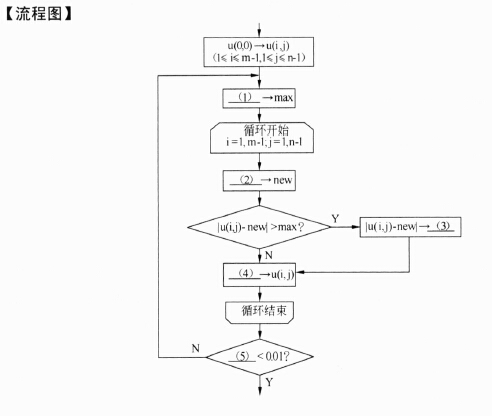 【流程图】
u(0,0)→u(i,j)
(1≤i≤m-1,1≤j≤n-1)
(1)→max
循环开始
i=1,m-1;j=1,n-1
(2)→new
|u(i,j)-new|>max?
Y
|u(i,j)-new|→(3)
N
(4)→u(i,j)
循环结束
N
(5)<0.01?
Y